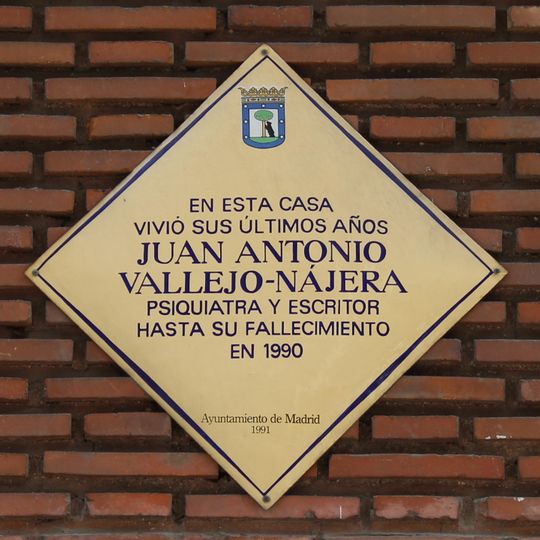 EN ESTA CASA
VIVIÓ SUS ÚLTIMOS AÑOS
JUAN ANTONIO
VALLEJO-NÁJERA
PSIQUIATRA Y ESCRITOR
HASTA SU FALLECIMIENTO
EN 1990
Ayuntamiento de Madrid
1991